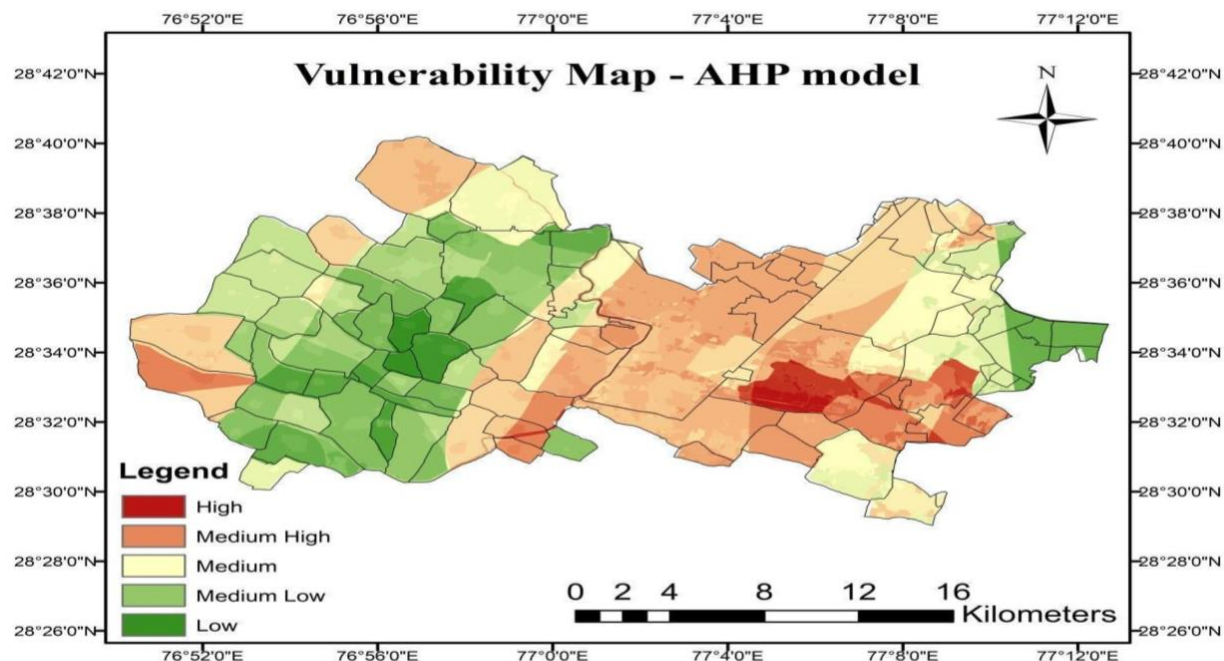 76°52'0"E 76°56'0"E 77°0'0"E 77°4'0"E 77°8'0"E 77°12'0"E
28°42'0"N 28°42'0"N
Vulnerability Map - AHP model
N
28°40'0"N 28°40'0"N
28°38'0"N 28°38'0"N
28°36'0"N 28°36'0"N
28°34'0"N 28°34'0"N
28°32'0"N 28°32'0"N
Legend
28°30'0"N 28°30'0"N
High
Medium High
28°28'0"N 28°28'0"N
Medium
Medium Low
0 2 4 8 12 16
Kilometers
Low
28°26'0"N 28°26'0"N
76°52'0"E 76°56'0"E 77°0'0"E 77°4'0"E 77°8'0"E 77°12'0"E